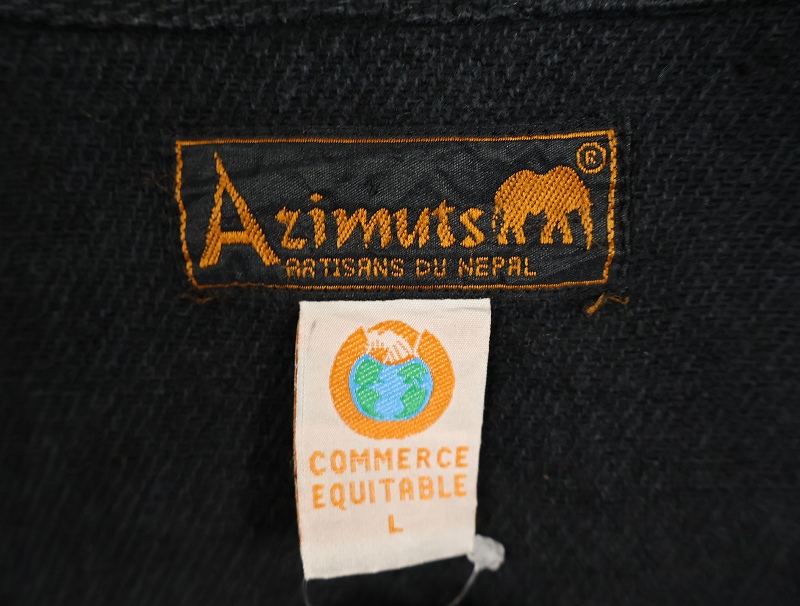 Azimuts ®
ARTISANS DU NEPAL
COMMERCE
EQUITABLE
L